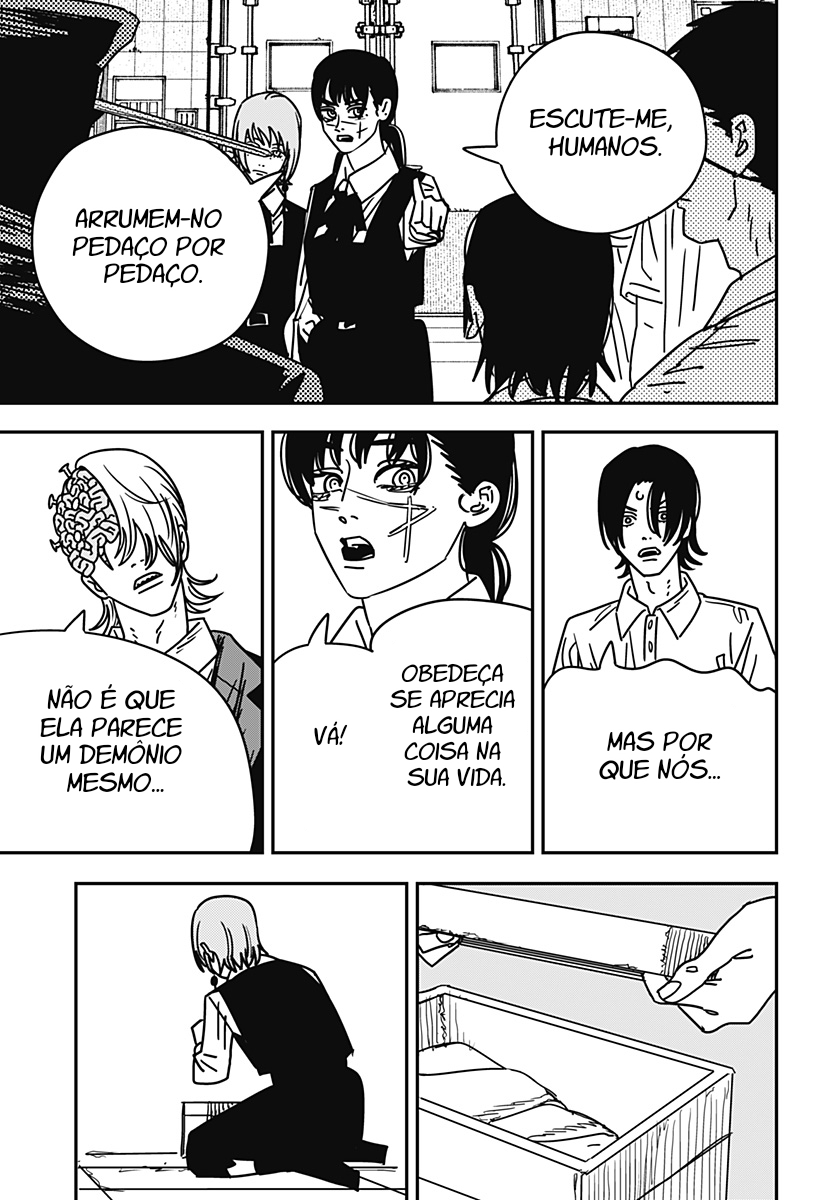 ESCUTE-ME,
HUMANOS.
ARRUMEM-NO
PEDAÇO POR
PEDAÇO.
MAS POR
QUE NÓS...
OBEDEÇA
SE APRECIA
ALGUMA
COISA NA
SUA VIDA.
VÁ!
NÃO É QUE
ELA PARECE
UM DEMÔNIO
MESMO...